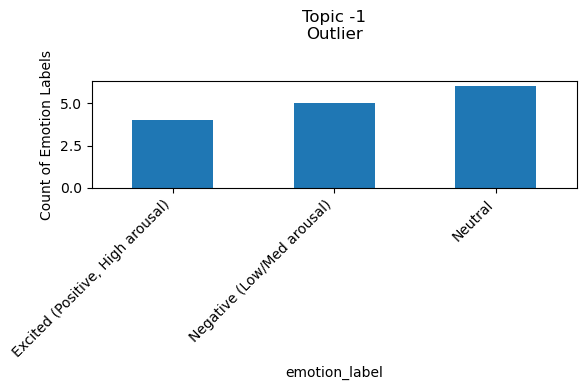 Topic -1
Outlier
Count of Emotion Labels
5.0
2.5
0.0
Excited (Positive, High arousal)
Negative (Low/Med arousal)
Neutral
emotion_label